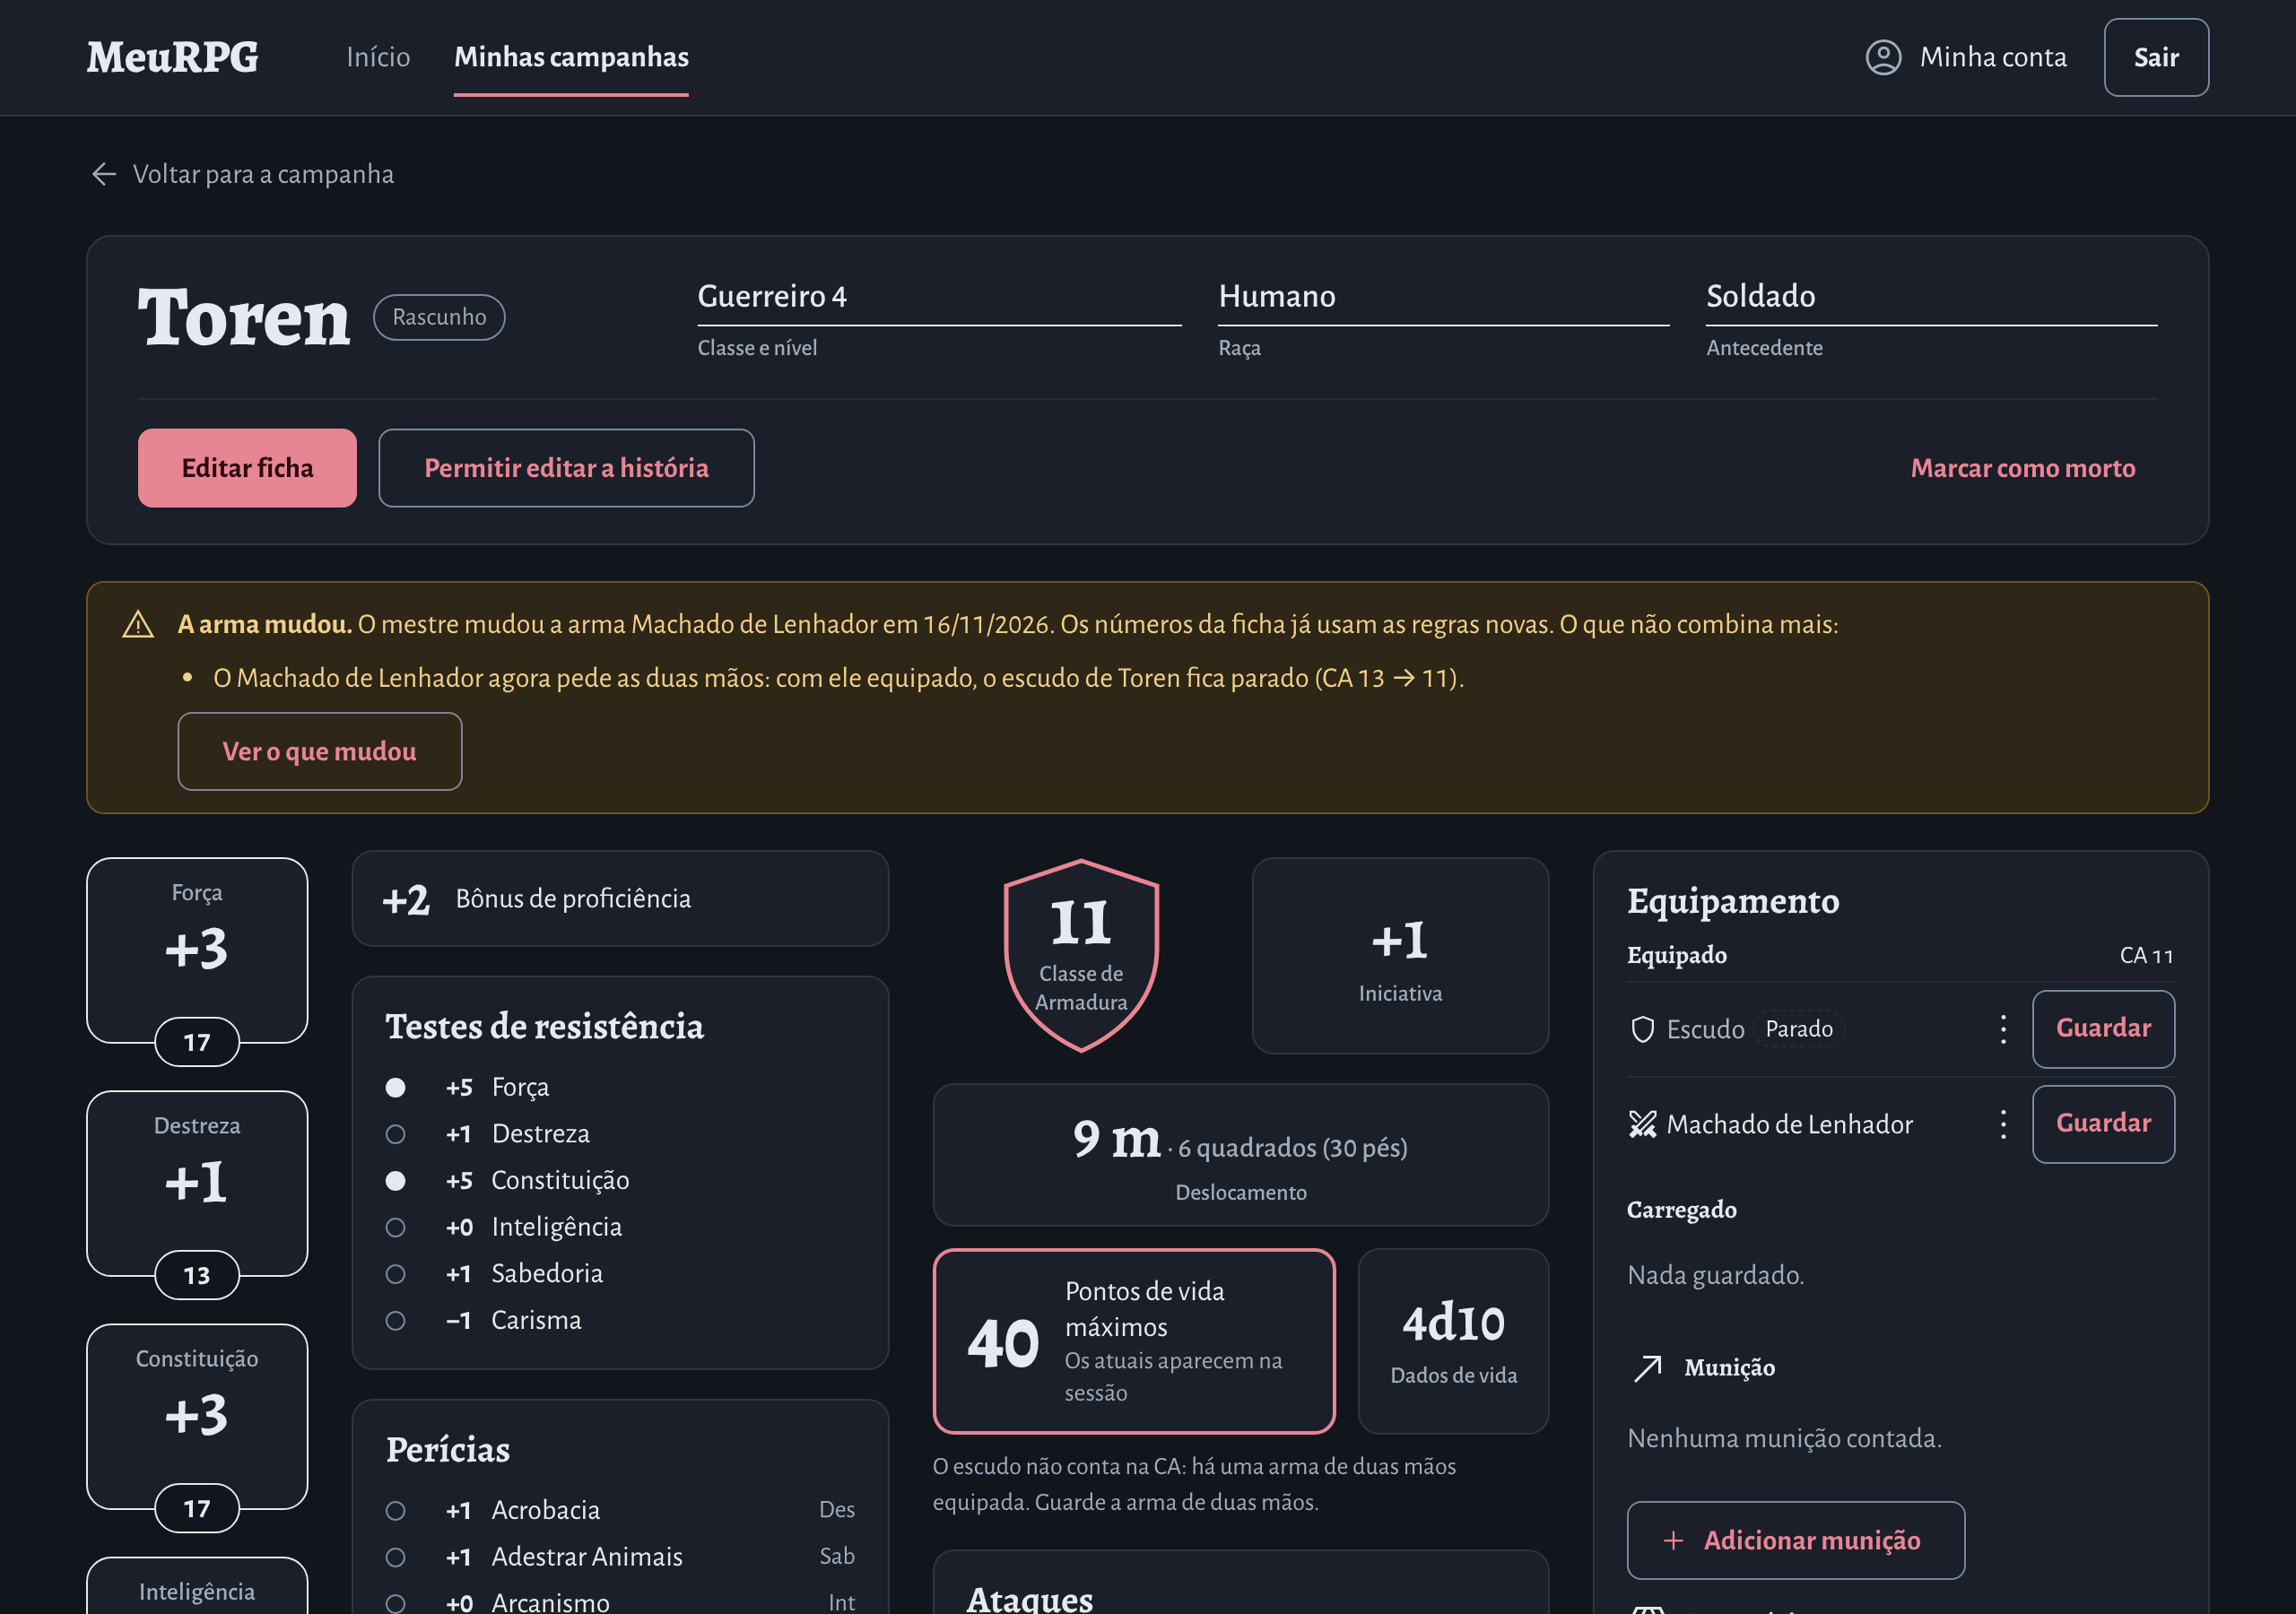 MeuRPG
Início
Minhas campanhas
Minha conta
Sair
Voltar para a campanha
Toren
Rascunho
Guerreiro 4
Classe e nível
Humano
Raça
Soldado
Antecedente
Editar ficha
Permitir editar a história
Marcar como morto
A arma mudou. O mestre mudou a arma Machado de Lenhador em 16/11/2026. Os números da ficha já usam as regras novas. O que não combina mais:
• O Machado de Lenhador agora pede as duas mãos: com ele equipado, o escudo de Toren fica parado (CA 13 → 11).
Ver o que mudou
Força
+3
17
Destreza
+1
13
Constituição
+3
17
Inteligência
+2 Bônus de proficiência
Testes de resistência
+5 Força
+1 Destreza
+5 Constituição
+0 Inteligência
+1 Sabedoria
−1 Carisma
Perícias
+1 Acrobacia Des
+1 Adestrar Animais Sab
+0 Arcanismo Int
11
Classe de
Armadura
+1
Iniciativa
9 m · 6 quadrados (30 pés)
Deslocamento
40
Pontos de vida
máximos
Os atuais aparecem na
sessão
4d10
Dados de vida
O escudo não conta na CA: há uma arma de duas mãos
equipada. Guarde a arma de duas mãos.
Ataques
Equipamento
Equipado CA 11
Escudo Parado Guardar
Machado de Lenhador Guardar
Carregado
Nada guardado.
Munição
Nenhuma munição contada.
+ Adicionar munição